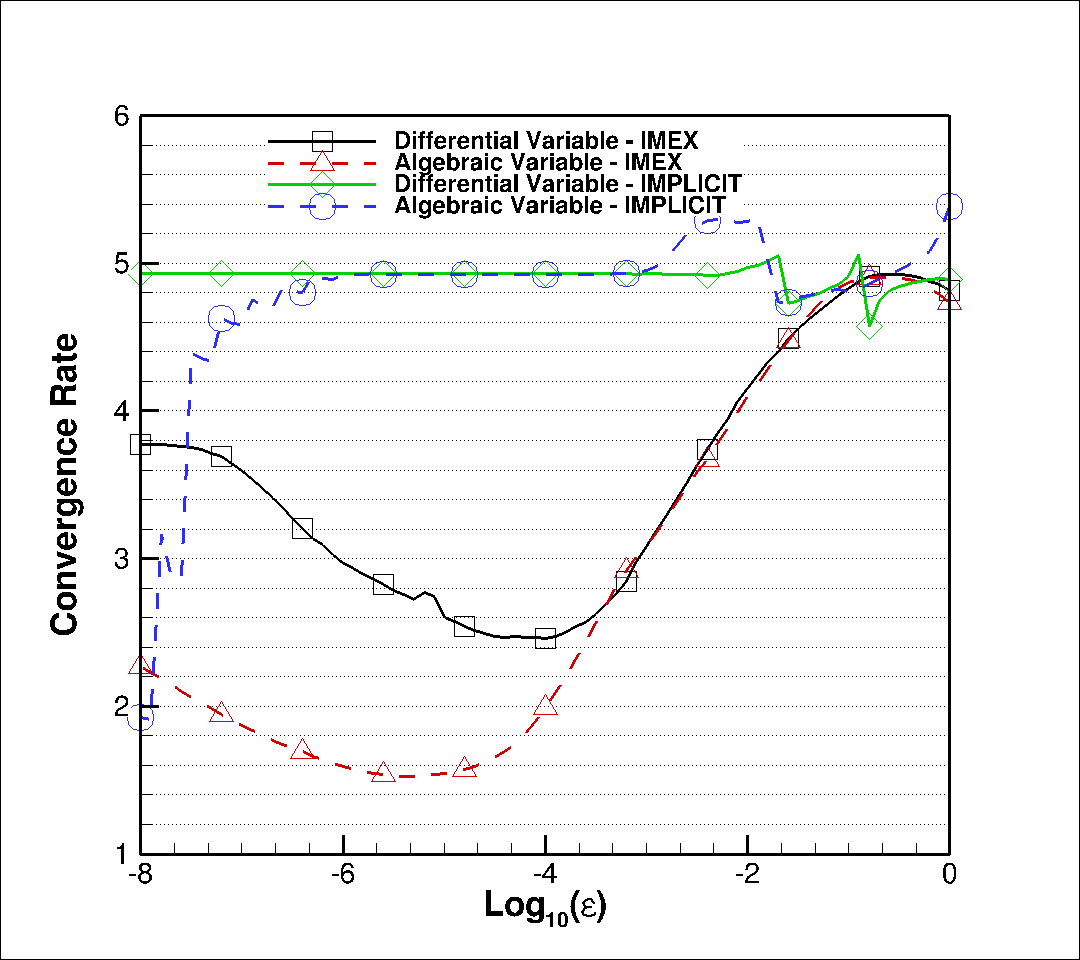 6
Differential Variable - IMEX
Algebraic Variable - IMEX
Differential Variable - IMPLICIT
Algebraic Variable - IMPLICIT
5
4
3
2
1
Convergence Rate
-8 -6 -4 -2 0
Log10(ε)